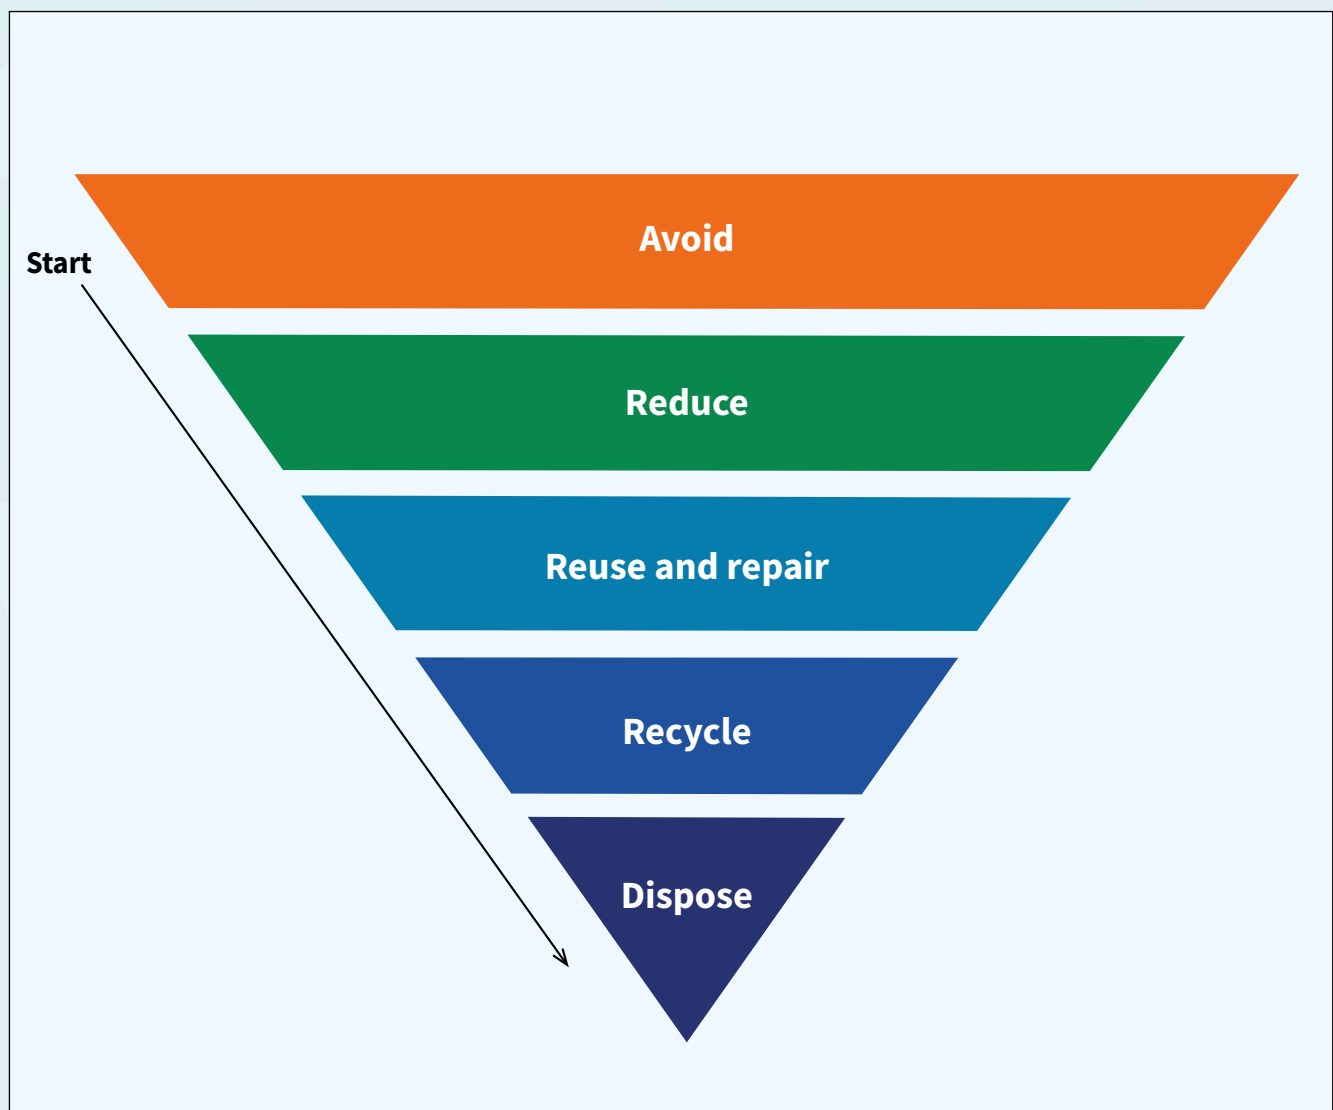 Avoid
Start
Reduce
Reuse and repair
Recycle
Dispose